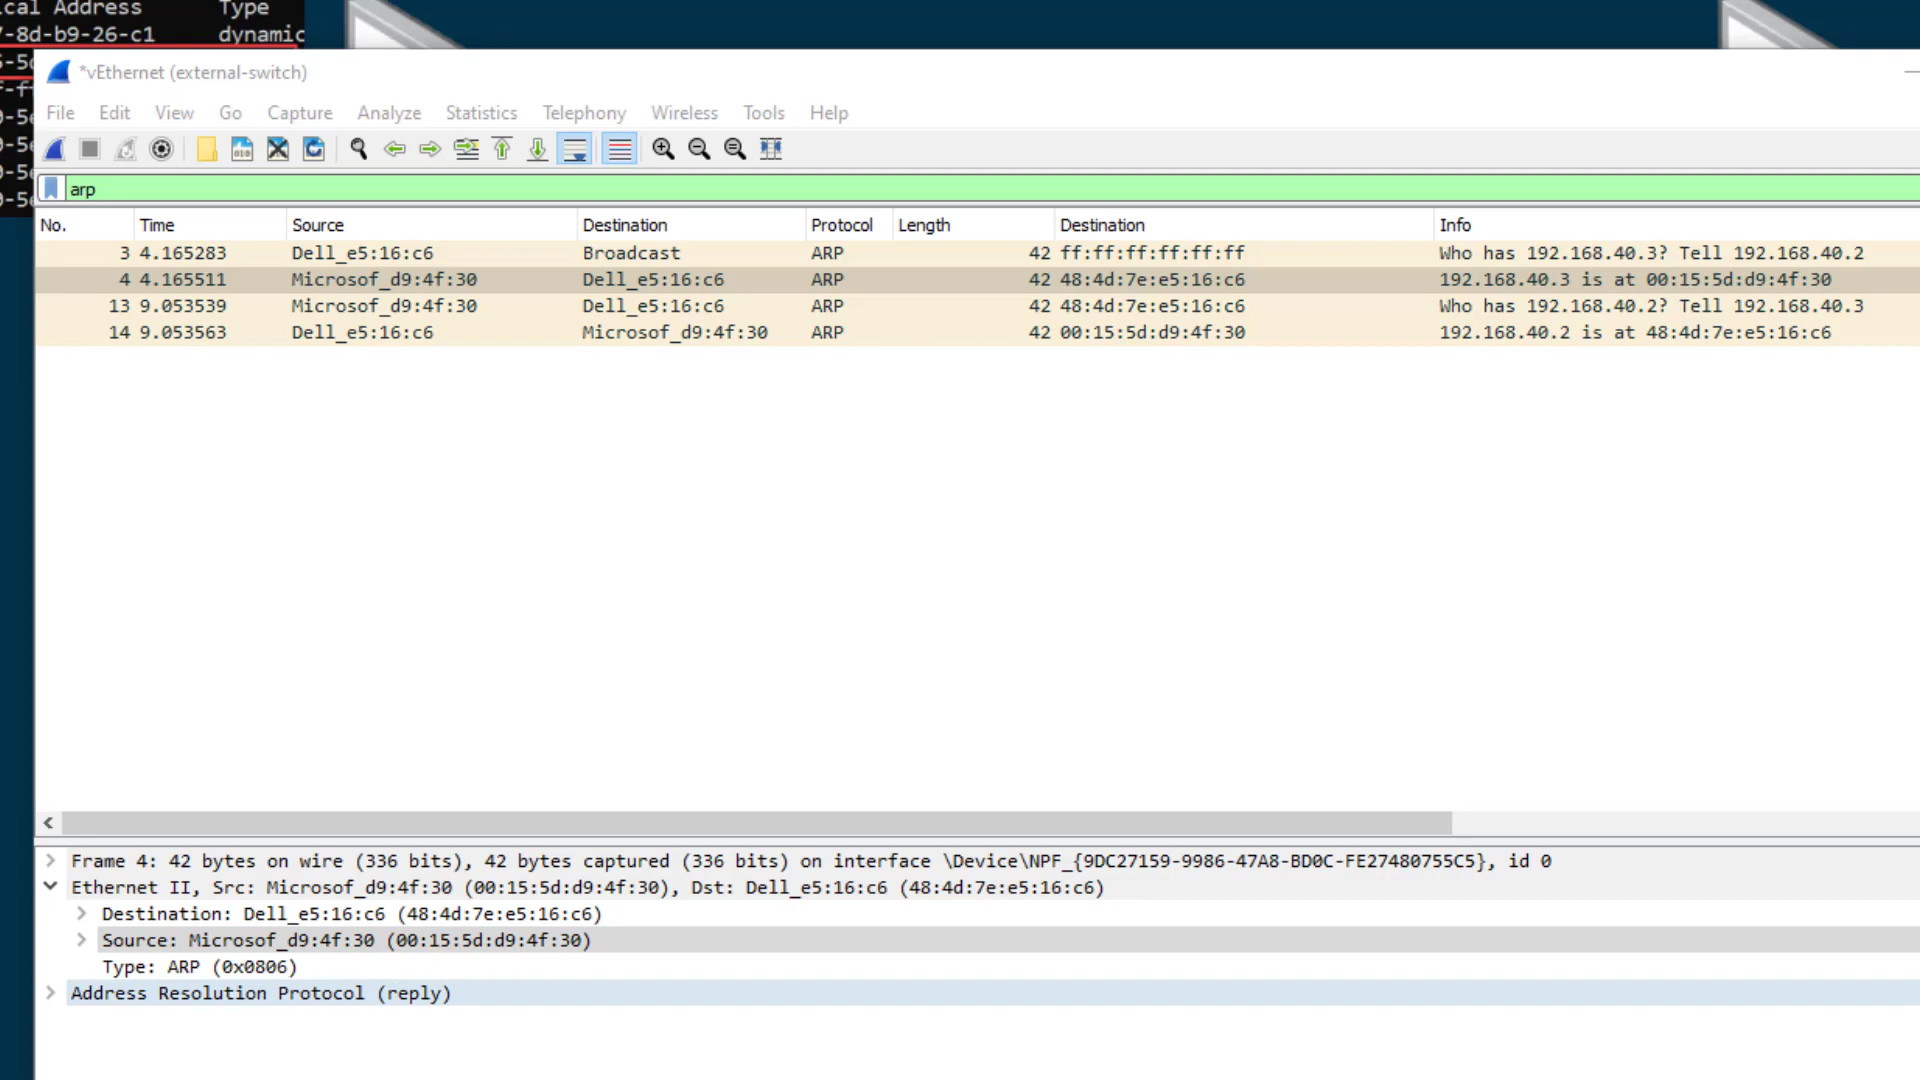 ical Address Type
-8d-b9-26-c1 dynamic
*vEthernet (external-switch)
File Edit View Go Capture Analyze Statistics Telephony Wireless Tools Help
arp
No. Time Source Destination Protocol Length Destination Info
3 4.165283 Dell_e5:16:c6 Broadcast ARP 42 ff:ff:ff:ff:ff:ff Who has 192.168.40.3? Tell 192.168.40.2
4 4.165511 Microsof_d9:4f:30 Dell_e5:16:c6 ARP 42 48:4d:7e:e5:16:c6 192.168.40.3 is at 00:15:5d:d9:4f:30
13 9.053539 Microsof_d9:4f:30 Dell_e5:16:c6 ARP 42 48:4d:7e:e5:16:c6 Who has 192.168.40.2? Tell 192.168.40.3
14 9.053563 Dell_e5:16:c6 Microsof_d9:4f:30 ARP 42 00:15:5d:d9:4f:30 192.168.40.2 is at 48:4d:7e:e5:16:c6
Frame 4: 42 bytes on wire (336 bits), 42 bytes captured (336 bits) on interface \Device\NPF_{9DC27159-9986-47A8-BD0C-FE27480755C5}, id 0
Ethernet II, Src: Microsof_d9:4f:30 (00:15:5d:d9:4f:30), Dst: Dell_e5:16:c6 (48:4d:7e:e5:16:c6)
Destination: Dell_e5:16:c6 (48:4d:7e:e5:16:c6)
Source: Microsof_d9:4f:30 (00:15:5d:d9:4f:30)
Type: ARP (0x0806)
Address Resolution Protocol (reply)